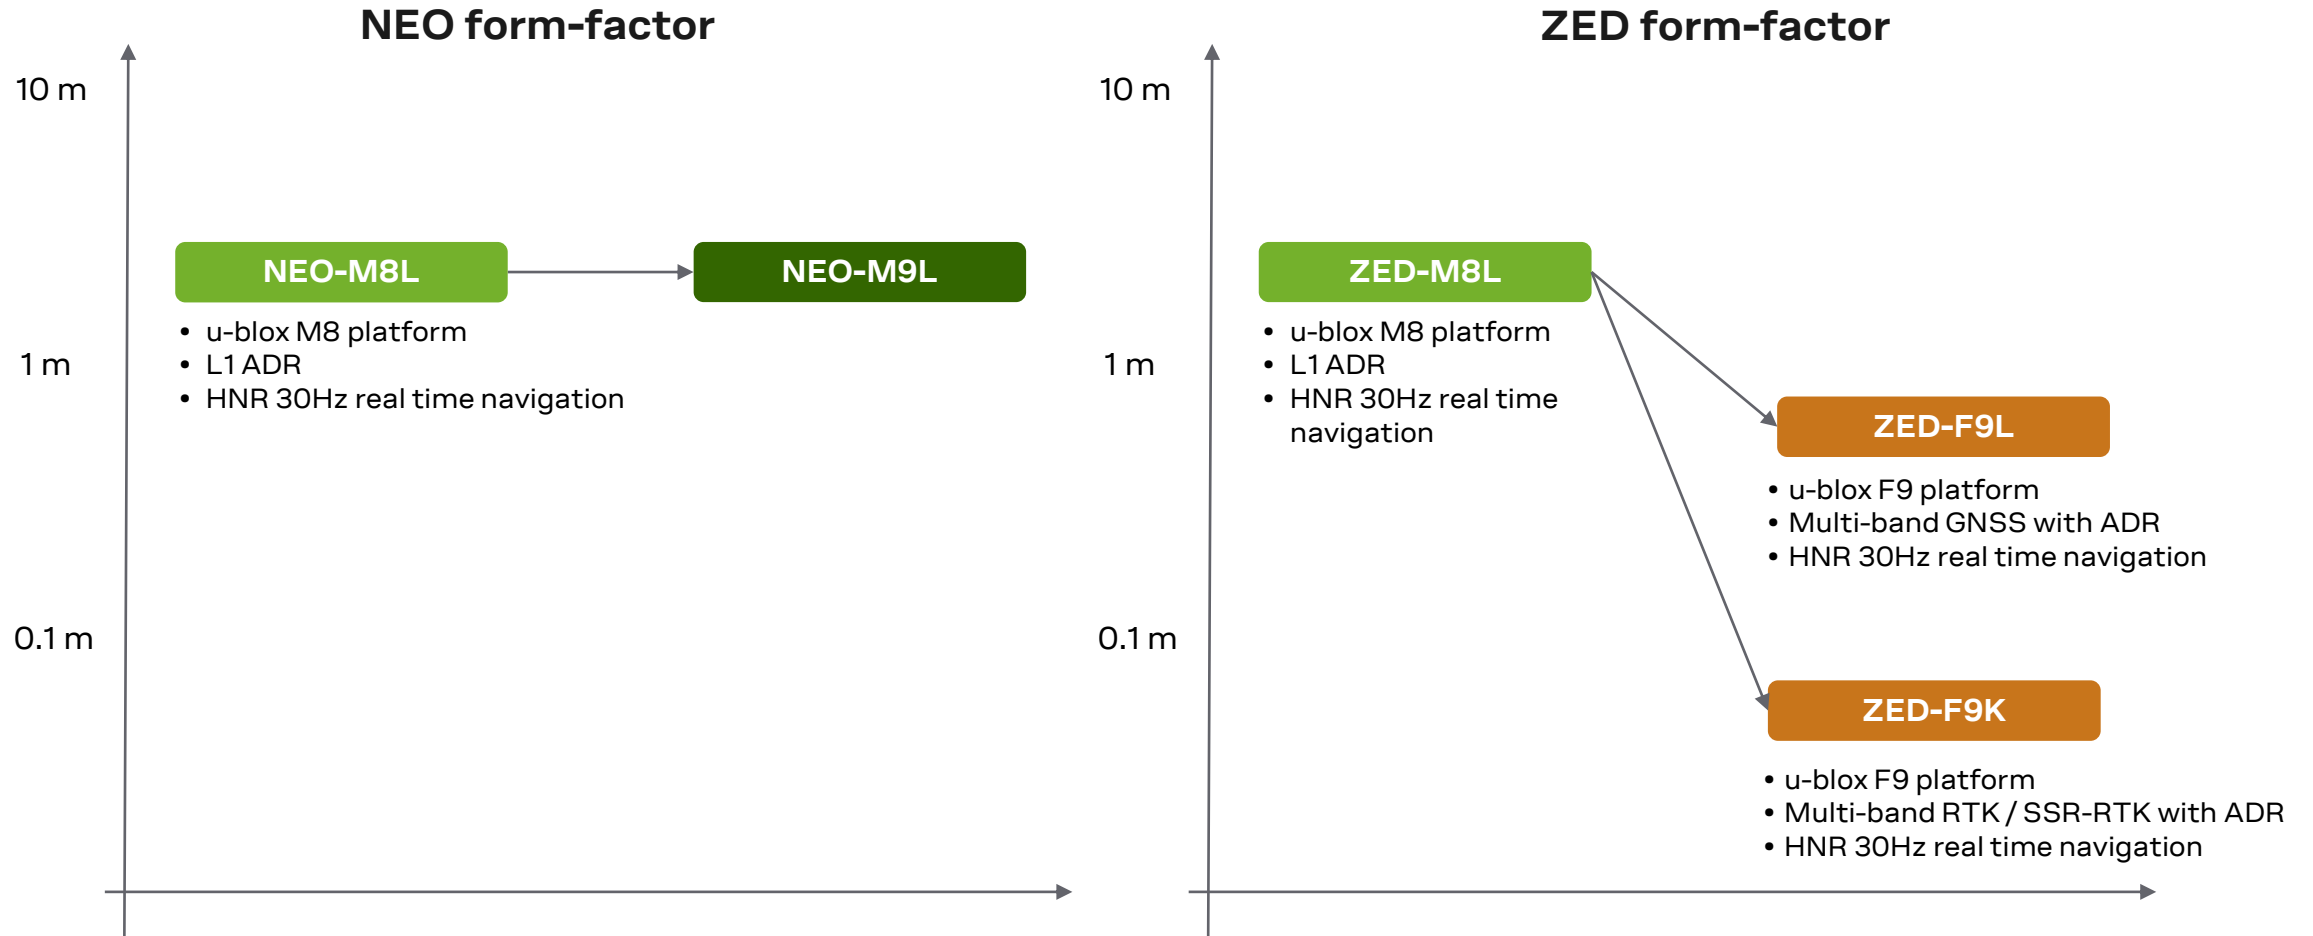 NEO form-factor
10 m
NEO-M8L
NEO-M9L
• u-blox M8 platform
1 m
• L1 ADR
• HNR 30Hz real time navigation
0.1 m
ZED form-factor
10 m
ZED-M8L
• u-blox M8 platform
1 m
• L1 ADR
• HNR 30Hz real time
navigation
ZED-F9L
• u-blox F9 platform
• Multi-band GNSS with ADR
• HNR 30Hz real time navigation
0.1 m
ZED-F9K
• u-blox F9 platform
• Multi-band RTK / SSR-RTK with ADR
• HNR 30Hz real time navigation